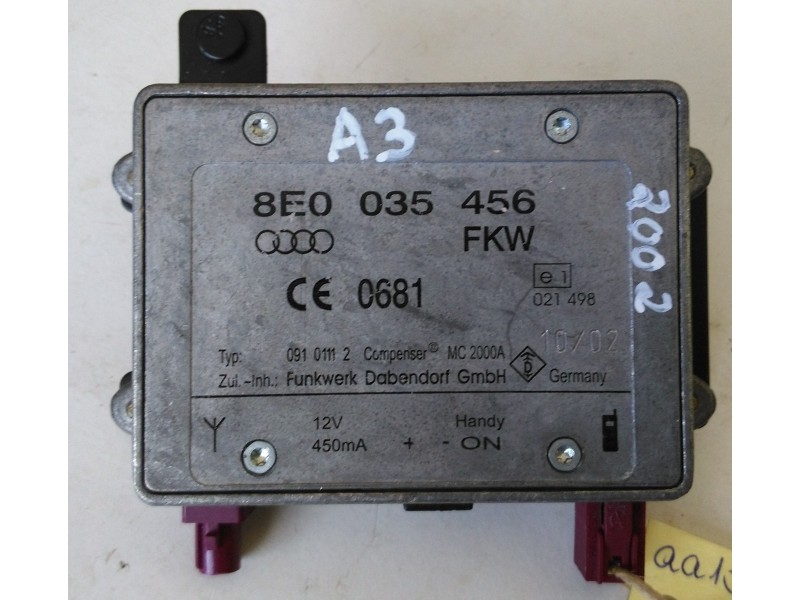 A3
8E0 035 456
FKW
2002
CE 0681
e1
021 498
10/02
Typ: 091 0111 2 Compenser® MC 2000A
Zul.-Inh.: Funkwerk Dabendorf GmbH Germany
12V Handy
450mA + - ON